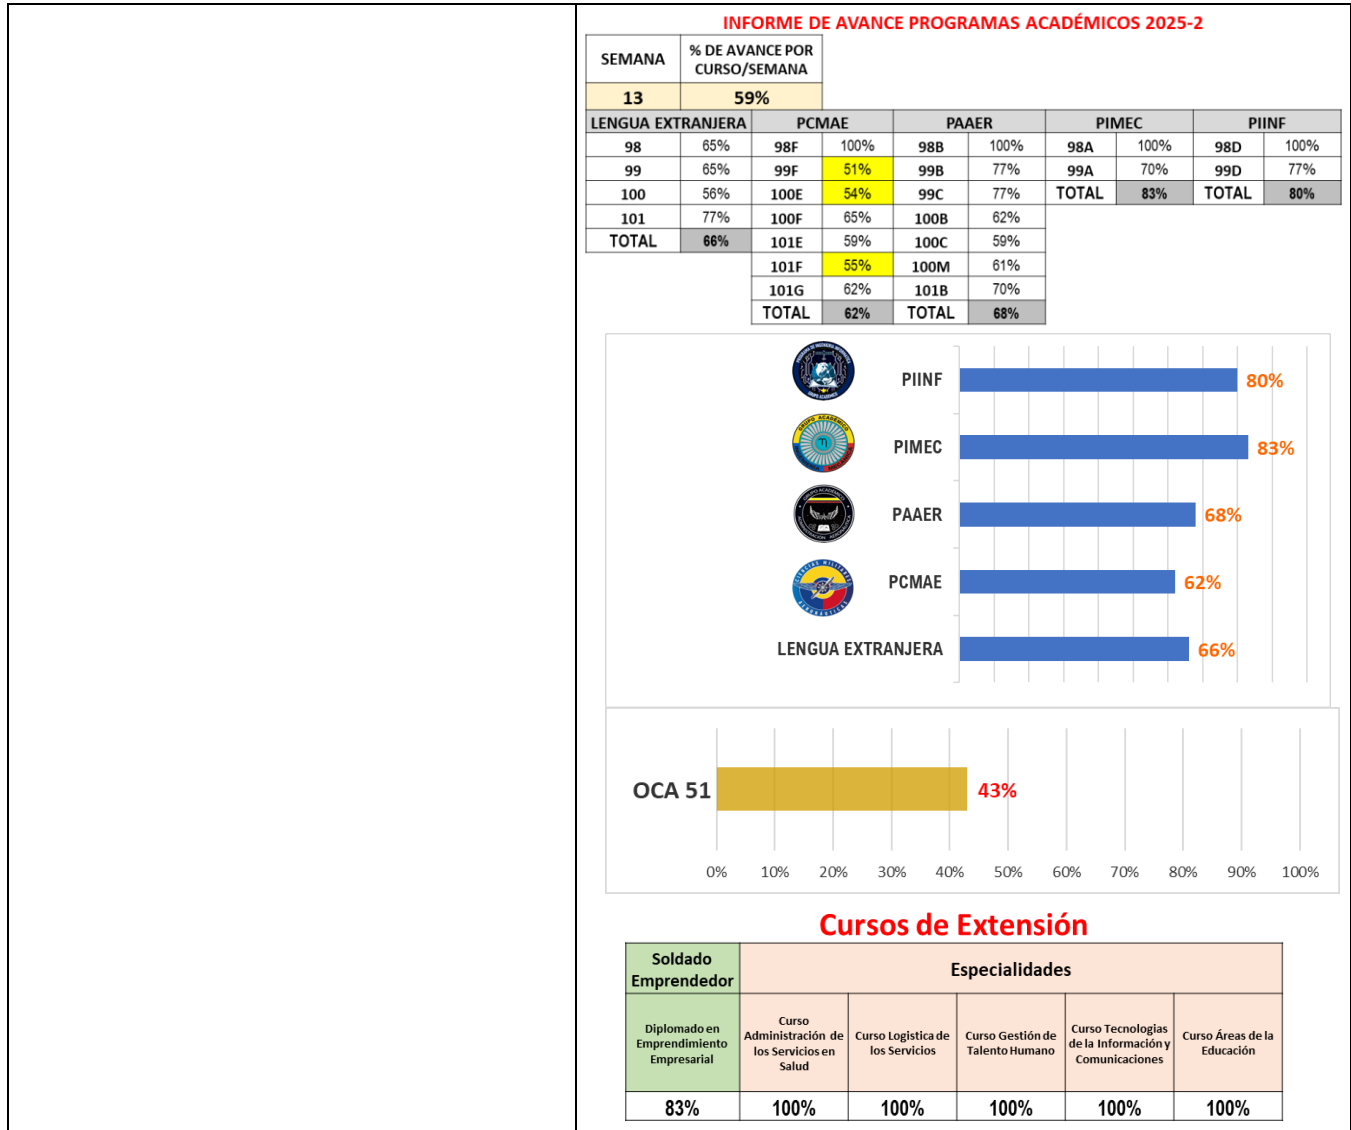 INFORME DE AVANCE PROGRAMAS ACADÉMICOS 2025-2
SEMANA % DE AVANCE POR CURSO/SEMANA
13 59%
LENGUA EXTRANJERA PCMAE PAAER PIMEC PIINF
98 65% 98F 100% 98B 100% 98A 100% 98D 100%
99 65% 99F 51% 99B 77% 99A 70% 99D 77%
100 56% 100E 54% 99C 77% TOTAL 83% TOTAL 80%
101 77% 100F 65% 100B 62%
TOTAL 66% 101E 59% 100C 59%
101F 55% 100M 61%
101G 62% 101B 70%
TOTAL 62% TOTAL 68%
PIINF 80%
GRUPO ACADÉMICO
PIMEC 83%
GRUPO ACADÉMICO
PAAER 68%
CIENCIAS MILITARES
AERONÁUTICAS
PCMAE 62%
LENGUA EXTRANJERA 66%
OCA 51 43%
0% 10% 20% 30% 40% 50% 60% 70% 80% 90% 100%
Cursos de Extensión
Soldado Emprendedor
Especialidades
Diplomado en Emprendimiento Empresarial
Curso Administración de los Servicios en Salud
Curso Logistica de los Servicios
Curso Gestión de Talento Humano
Curso Tecnologias de la Información y Comunicaciones
Curso Áreas de la Educación
83% 100% 100% 100% 100% 100%